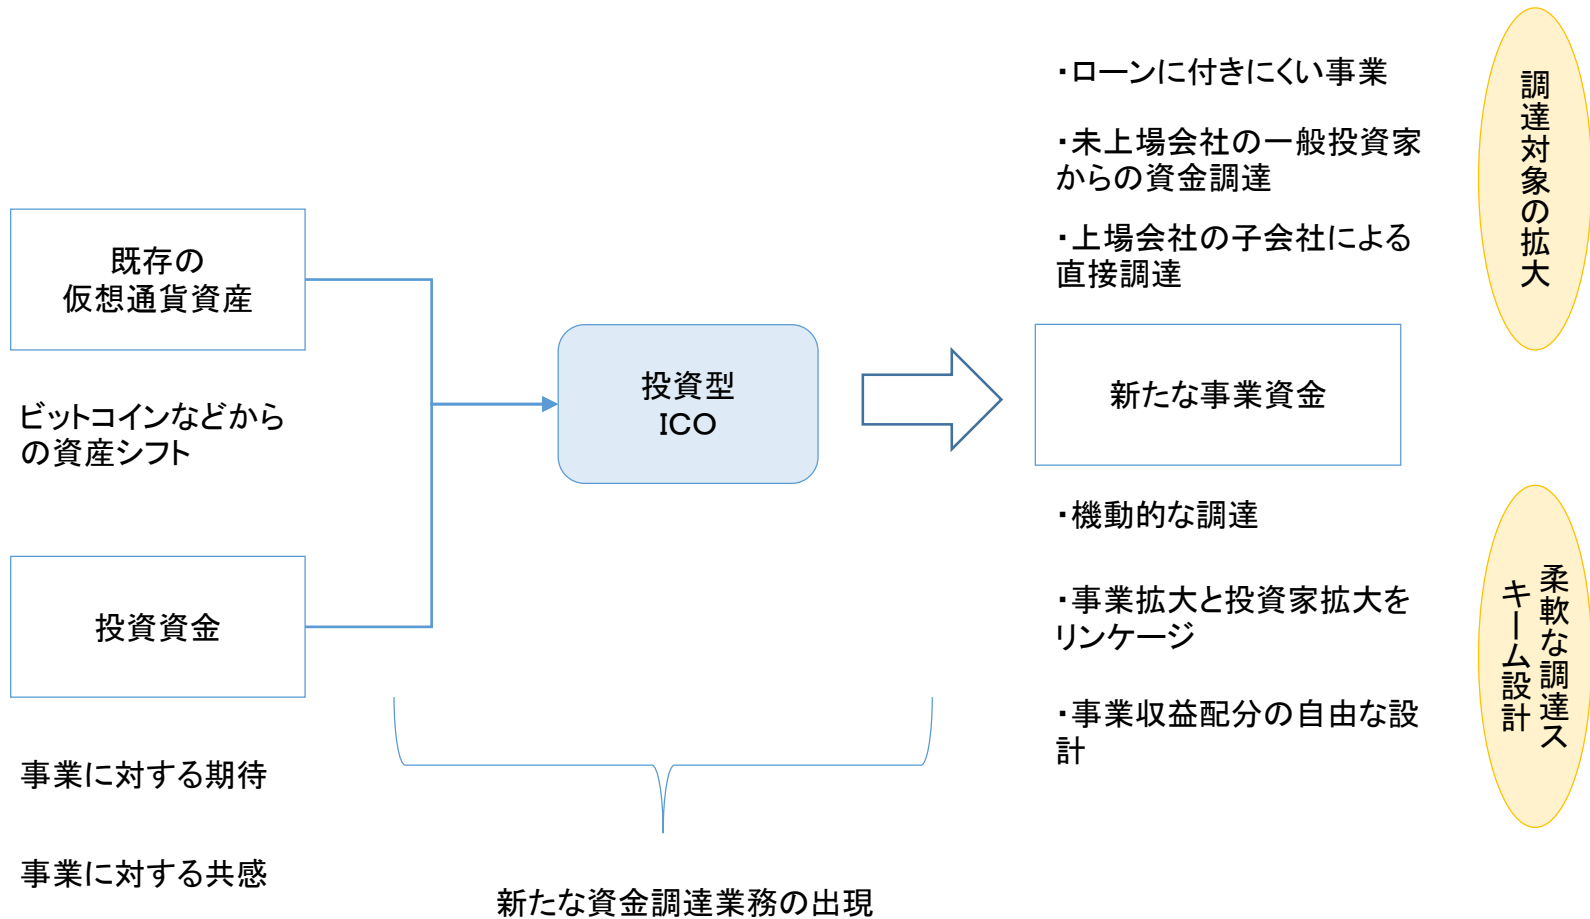 既存の
仮想通貨資産
ビットコインなどから
の資産シフト
投資資金
事業に対する期待
事業に対する共感
投資型
ICO
新たな資金調達業務の出現
・ローンに付きにくい事業
・未上場会社の一般投資家
からの資金調達
・上場会社の子会社による
直接調達
新たな事業資金
・機動的な調達
・事業拡大と投資家拡大を
リンケージ
・事業収益配分の自由な設
計
調達対象の拡大
柔軟な調達ス
キーム設計